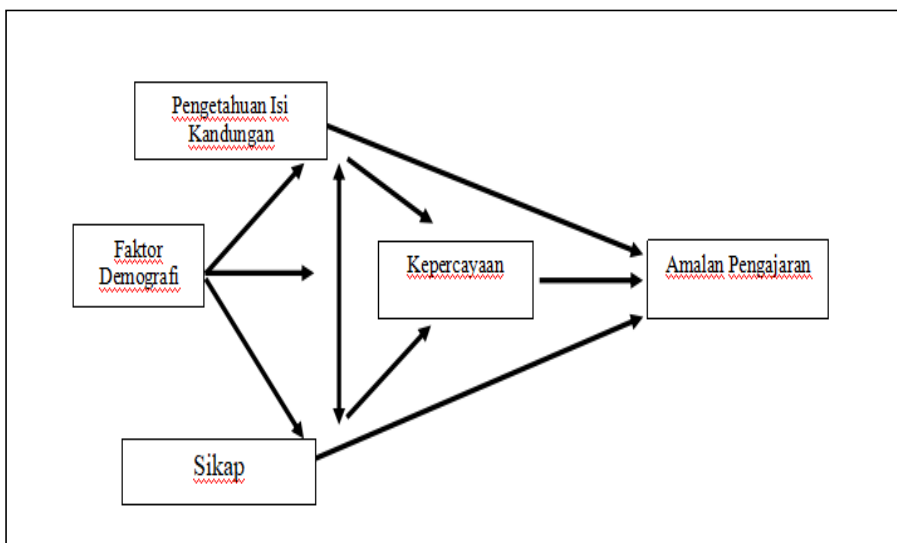 Pengetahuan Isi
Kandungan
Faktor
Demografi
Kepercayaan
Amalan Pengajaran
Sikap